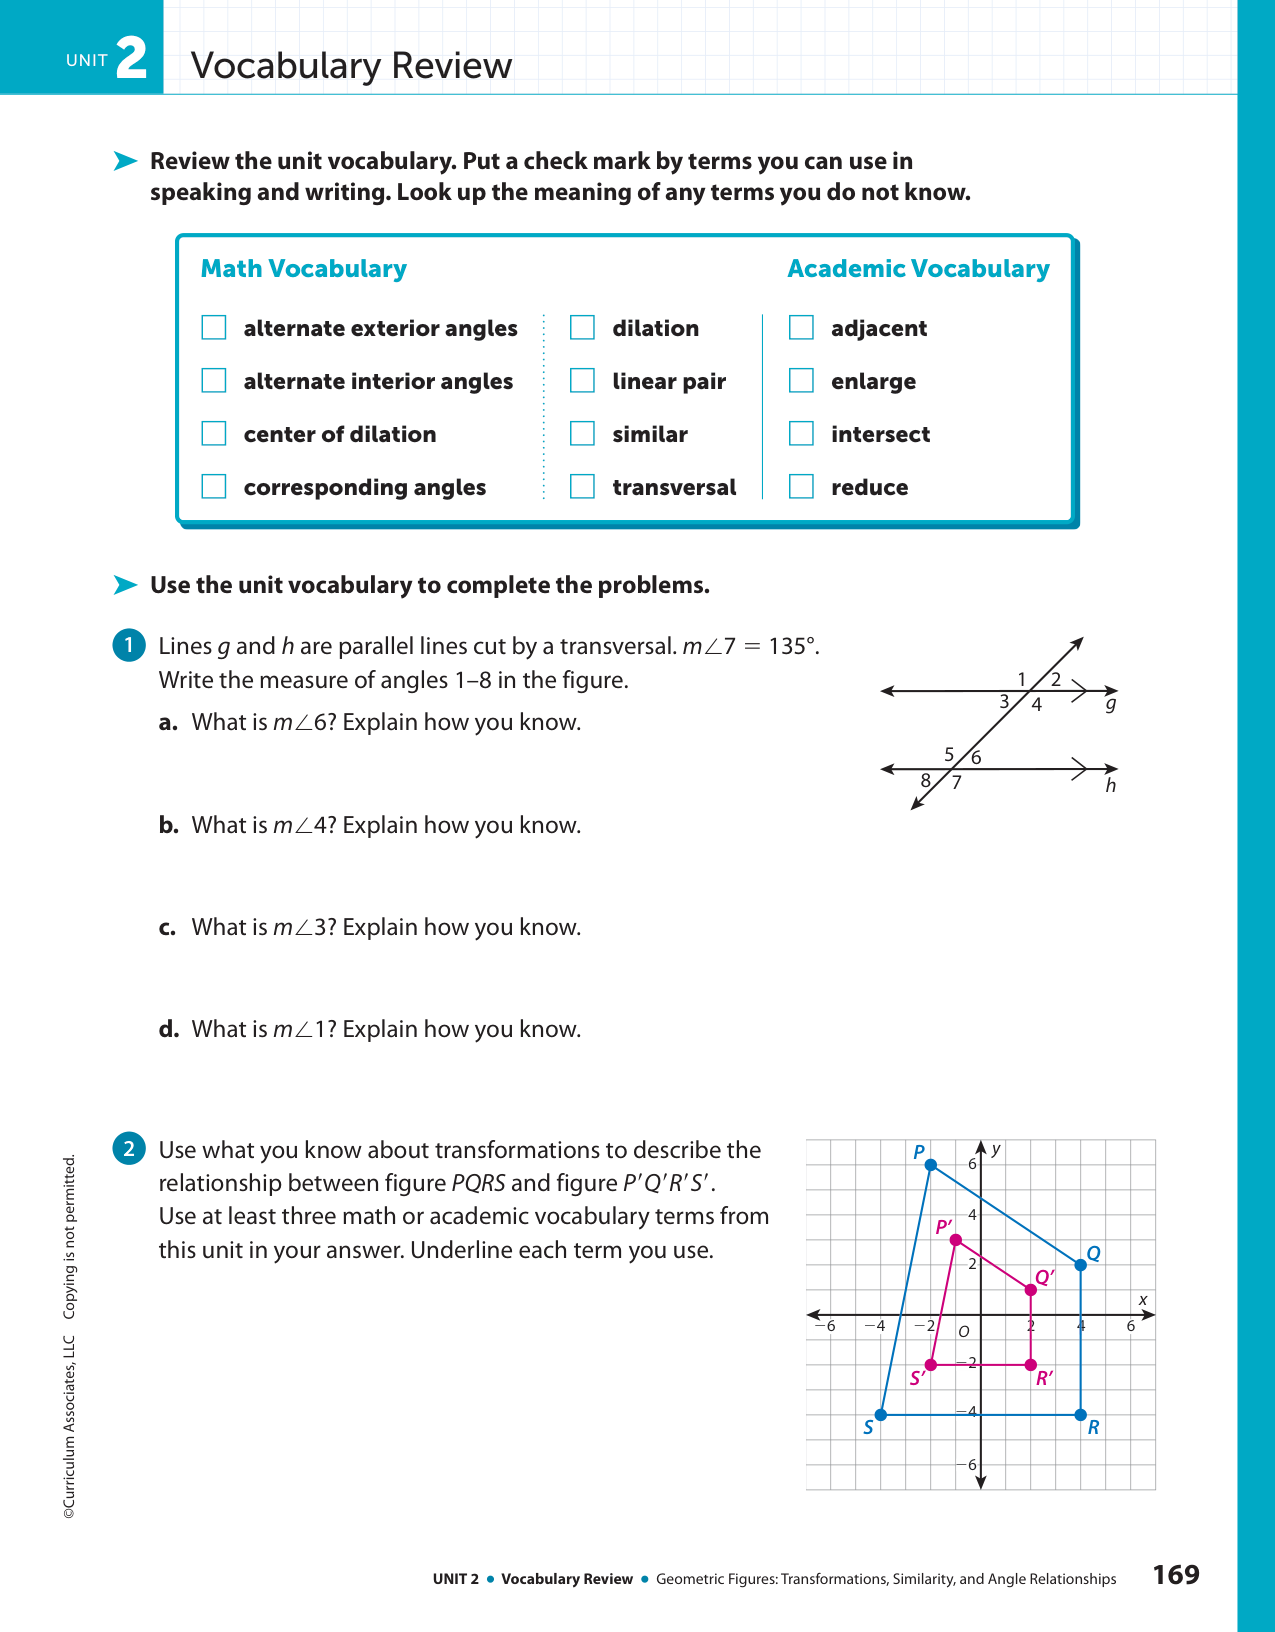 UNIT 2 Vocabulary Review
➤ Review the unit vocabulary. Put a check mark by terms you can use in
speaking and writing. Look up the meaning of any terms you do not know.
Math Vocabulary
alternate exterior angles
alternate interior angles
center of dilation
corresponding angles
dilation
linear pair
similar
transversal
Academic Vocabulary
adjacent
enlarge
intersect
reduce
➤ Use the unit vocabulary to complete the problems.
1 Lines g and h are parallel lines cut by a transversal. m∠7 = 135°.
Write the measure of angles 1–8 in the figure.
a. What is m∠6? Explain how you know.
b. What is m∠4? Explain how you know.
c. What is m∠3? Explain how you know.
d. What is m∠1? Explain how you know.
1 2
3 4 g
5 6
8 7 h
2 Use what you know about transformations to describe the
relationship between figure PQRS and figure P′Q′R′S′.
Use at least three math or academic vocabulary terms from
this unit in your answer. Underline each term you use.
P 6 y
4
P′
2 Q
Q′
x
−6 −4 −2 O 2 4 6
−2
S′ R′
−4
S R
−6
©Curriculum Associates, LLC Copying is not permitted.
UNIT 2 • Vocabulary Review • Geometric Figures: Transformations, Similarity, and Angle Relationships 169